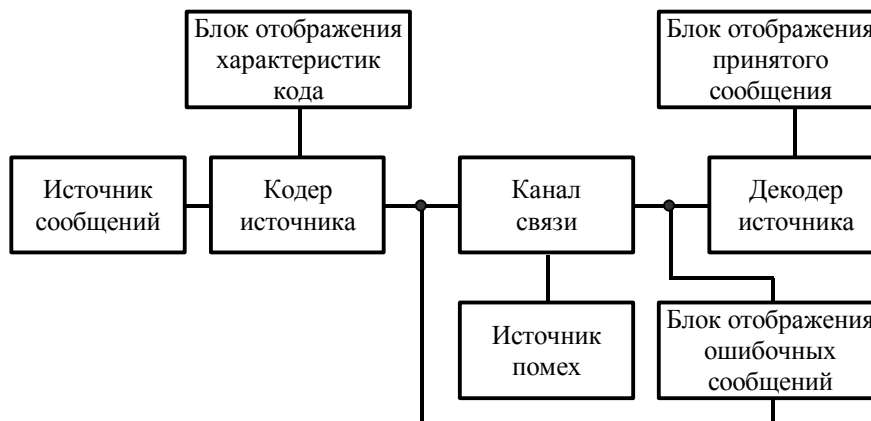 Блок отображения
характеристик
кода
Блок отображения
принятого
сообщения
Источник
сообщений
Кодер
источника
Канал
связи
Декодер
источника
Источник
помех
Блок отображения
ошибочных
сообщений